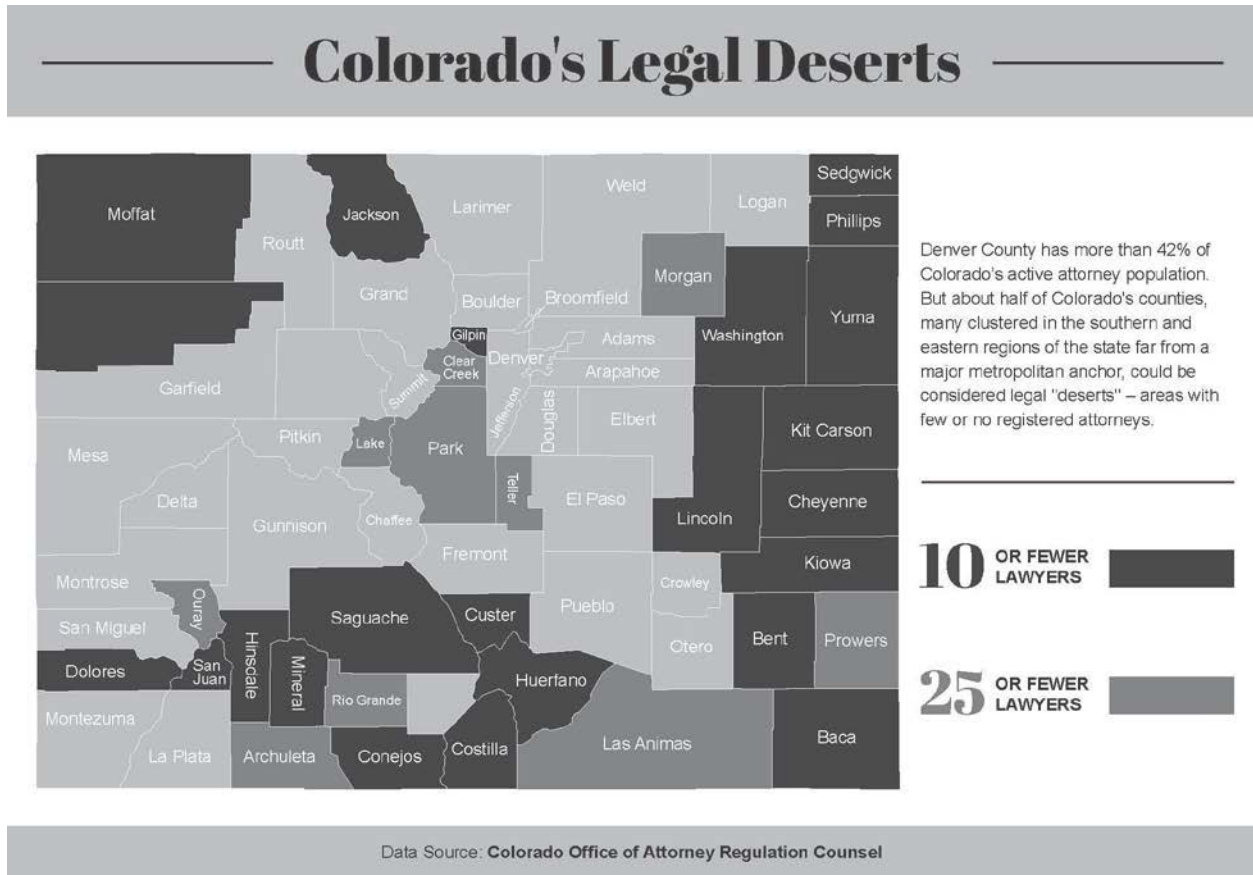 Colorado's Legal Deserts
Moffat
Jackson
Larimer
Weld
Logan
Sedgwick
Phillips
Routt
Grand
Boulder
Broomfield
Morgan
Washington
Yuma
Gilpin
Clear
Creek
Denver
Adams
Arapahoe
Garfield
Summit
Jefferson
Douglas
Elbert
Kit Carson
Mesa
Pitkin
Lake
Park
Teller
El Paso
Lincoln
Cheyenne
Delta
Gunnison
Chaffee
Fremont
Kiowa
Montrose
Ouray
Crowley
Pueblo
San Miguel
Saguache
Custer
Otero
Bent
Prowers
Dolores
San
Juan
Hinsdale
Mineral
Rio Grande
Huerfano
Montezuma
La Plata
Archuleta
Conejos
Costilla
Las Animas
Baca
Denver County has more than 42% of
Colorado's active attorney population.
But about half of Colorado's counties,
many clustered in the southern and
eastern regions of the state far from a
major metropolitan anchor, could be
considered legal "deserts" – areas with
few or no registered attorneys.
10 OR FEWER
LAWYERS
25 OR FEWER
LAWYERS
Data Source: Colorado Office of Attorney Regulation Counsel